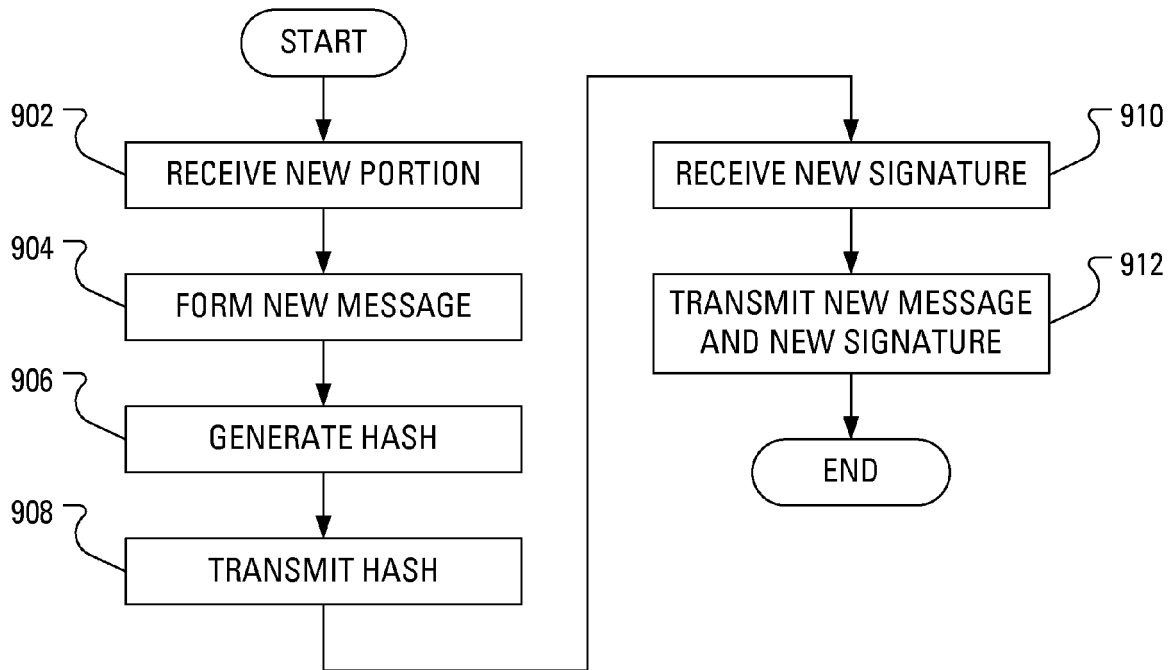 START
902
RECEIVE NEW PORTION
904
FORM NEW MESSAGE
906
GENERATE HASH
908
TRANSMIT HASH
910
RECEIVE NEW SIGNATURE
912
TRANSMIT NEW MESSAGE
AND NEW SIGNATURE
END